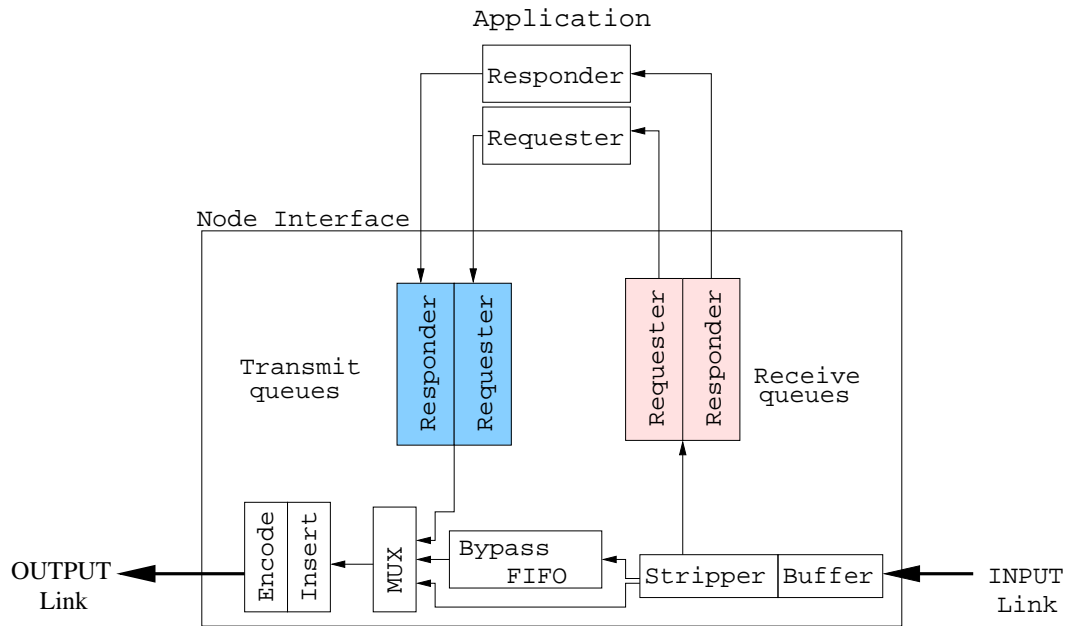 Application
Responder
Requester
Node Interface
Transmit
queues
Responder
Requester
Requester
Responder
Receive
queues
Encode
Insert
MUX
Bypass
FIFO
Stripper
Buffer
OUTPUT
Link
INPUT
Link